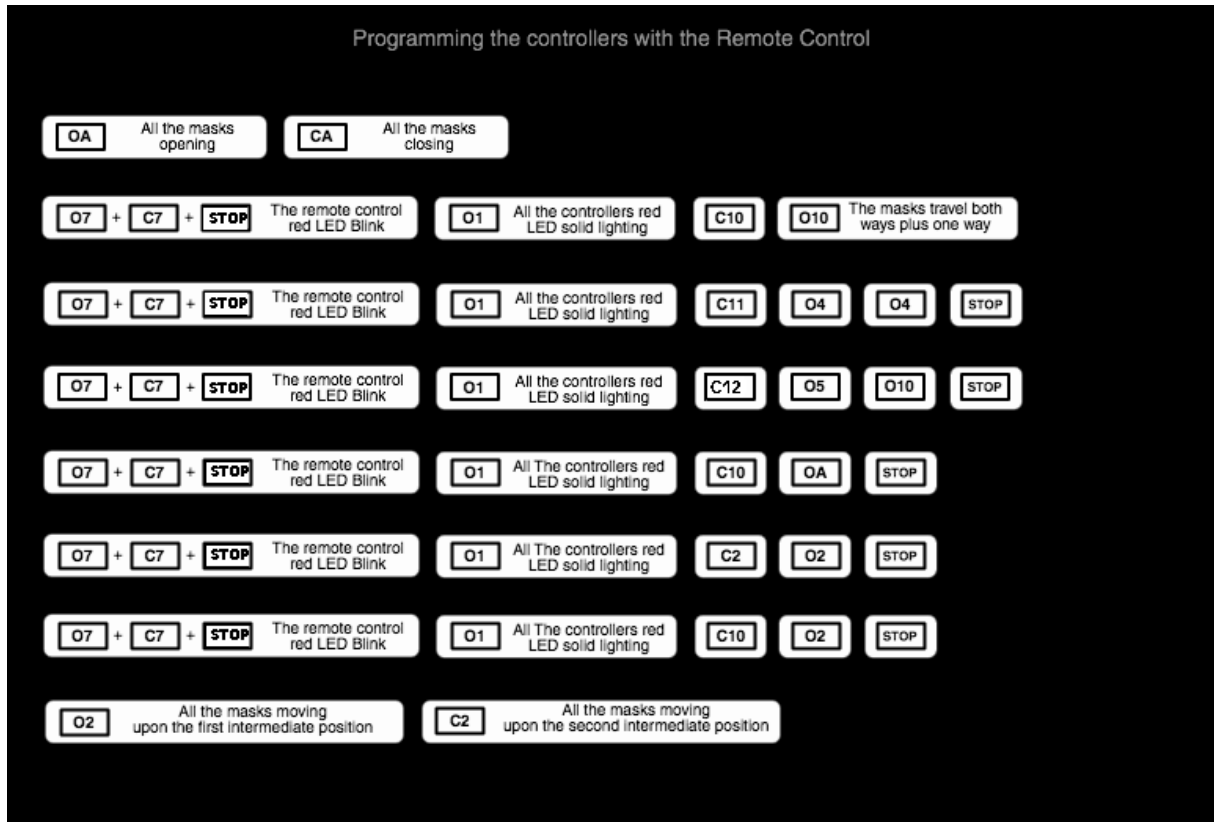 Programming the controllers with the Remote Control
OA All the masks opening CA All the masks closing
O7 + C7 + STOP The remote control red LED Blink O1 All the controllers red LED solid lighting C10 O10 The masks travel both ways plus one way
O7 + C7 + STOP The remote control red LED Blink O1 All the controllers red LED solid lighting C11 O4 O4 STOP
O7 + C7 + STOP The remote control red LED Blink O1 All the controllers red LED solid lighting C12 O5 O10 STOP
O7 + C7 + STOP The remote control red LED Blink O1 All The controllers red LED solid lighting C10 OA STOP
O7 + C7 + STOP The remote control red LED Blink O1 All The controllers red LED solid lighting C2 O2 STOP
O7 + C7 + STOP The remote control red LED Blink O1 All The controllers red LED solid lighting C10 O2 STOP
O2 All the masks moving upon the first intermediate position C2 All the masks moving upon the second intermediate position